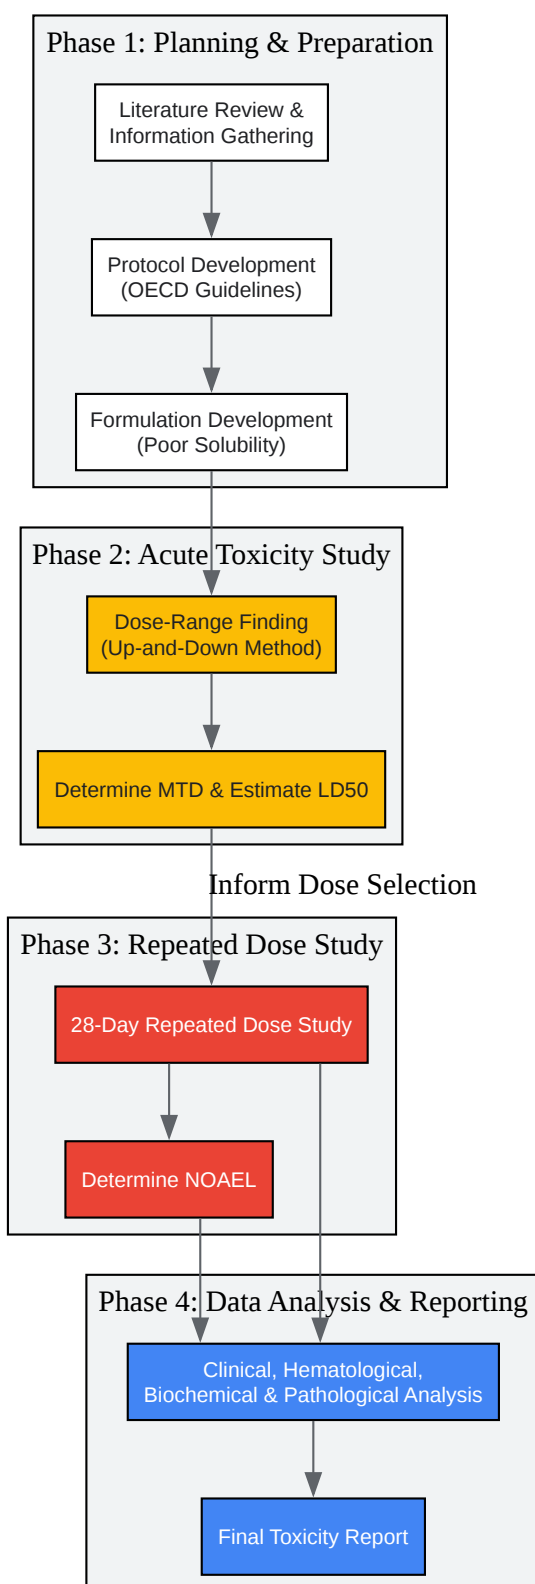 Phase 1: Planning & Preparation
Literature Review &
Information Gathering
Protocol Development
(OECD Guidelines)
Formulation Development
(Poor Solubility)
Phase 2: Acute Toxicity Study
Dose-Range Finding
(Up-and-Down Method)
Determine MTD & Estimate LD50
Inform Dose Selection
Phase 3: Repeated Dose Study
28-Day Repeated Dose Study
Determine NOAEL
Phase 4: Data Analysis & Reporting
Clinical, Hematological,
Biochemical & Pathological Analysis
Final Toxicity Report